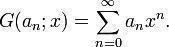 G(a_n; x) = \sum_{n=0}^{\infty} a_n x^n.